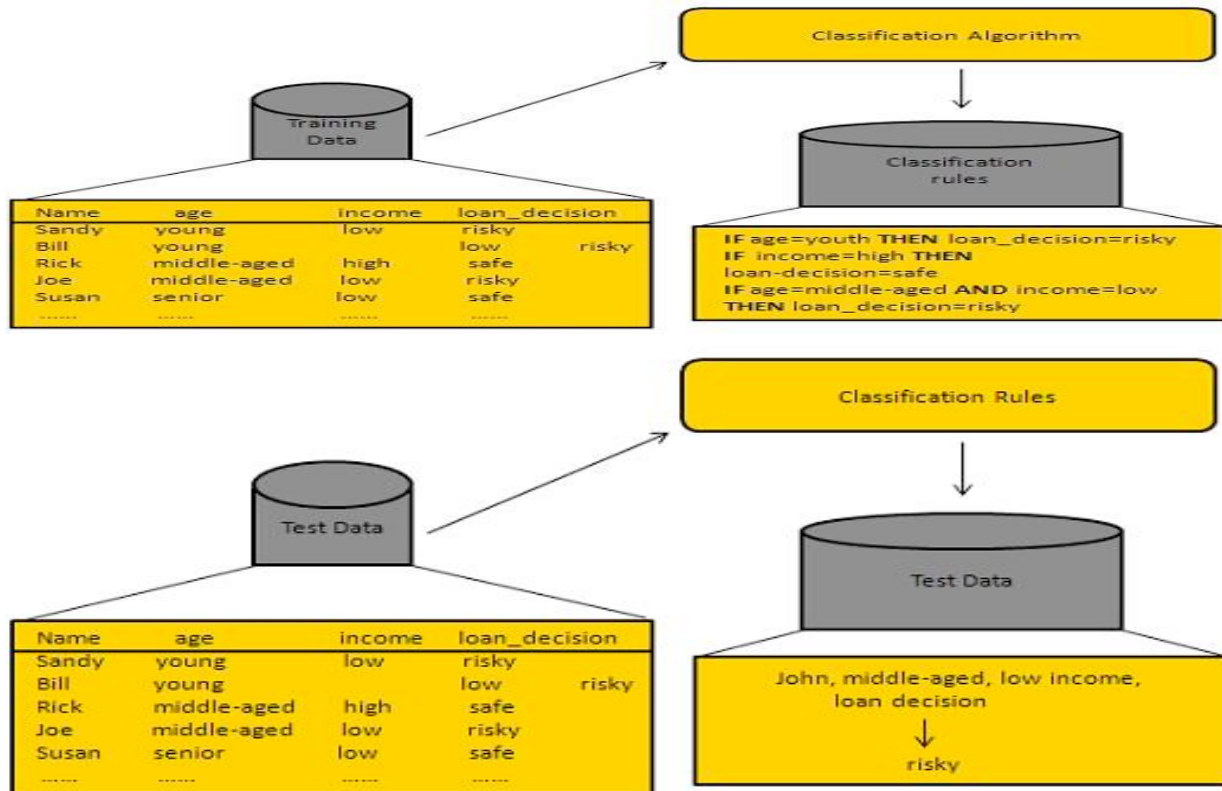 Classification Algorithm
Training
Data
Classification
rules
Name age income loan_decision
Sandy young low risky
Bill young low risky
Rick middle-aged high safe
Joe middle-aged low risky
Susan senior low safe
...... ...... ...... ......
IF age=youth THEN loan_decision=risky
IF income=high THEN
loan-decision=safe
IF age=middle-aged AND income=low
THEN loan_decision=risky
Classification Rules
Test Data
Test Data
Name age income loan_decision
Sandy young low risky
Bill young low risky
Rick middle-aged high safe
Joe middle-aged low risky
Susan senior low safe
...... ...... ...... ......
John, middle-aged, low income,
loan decision
risky